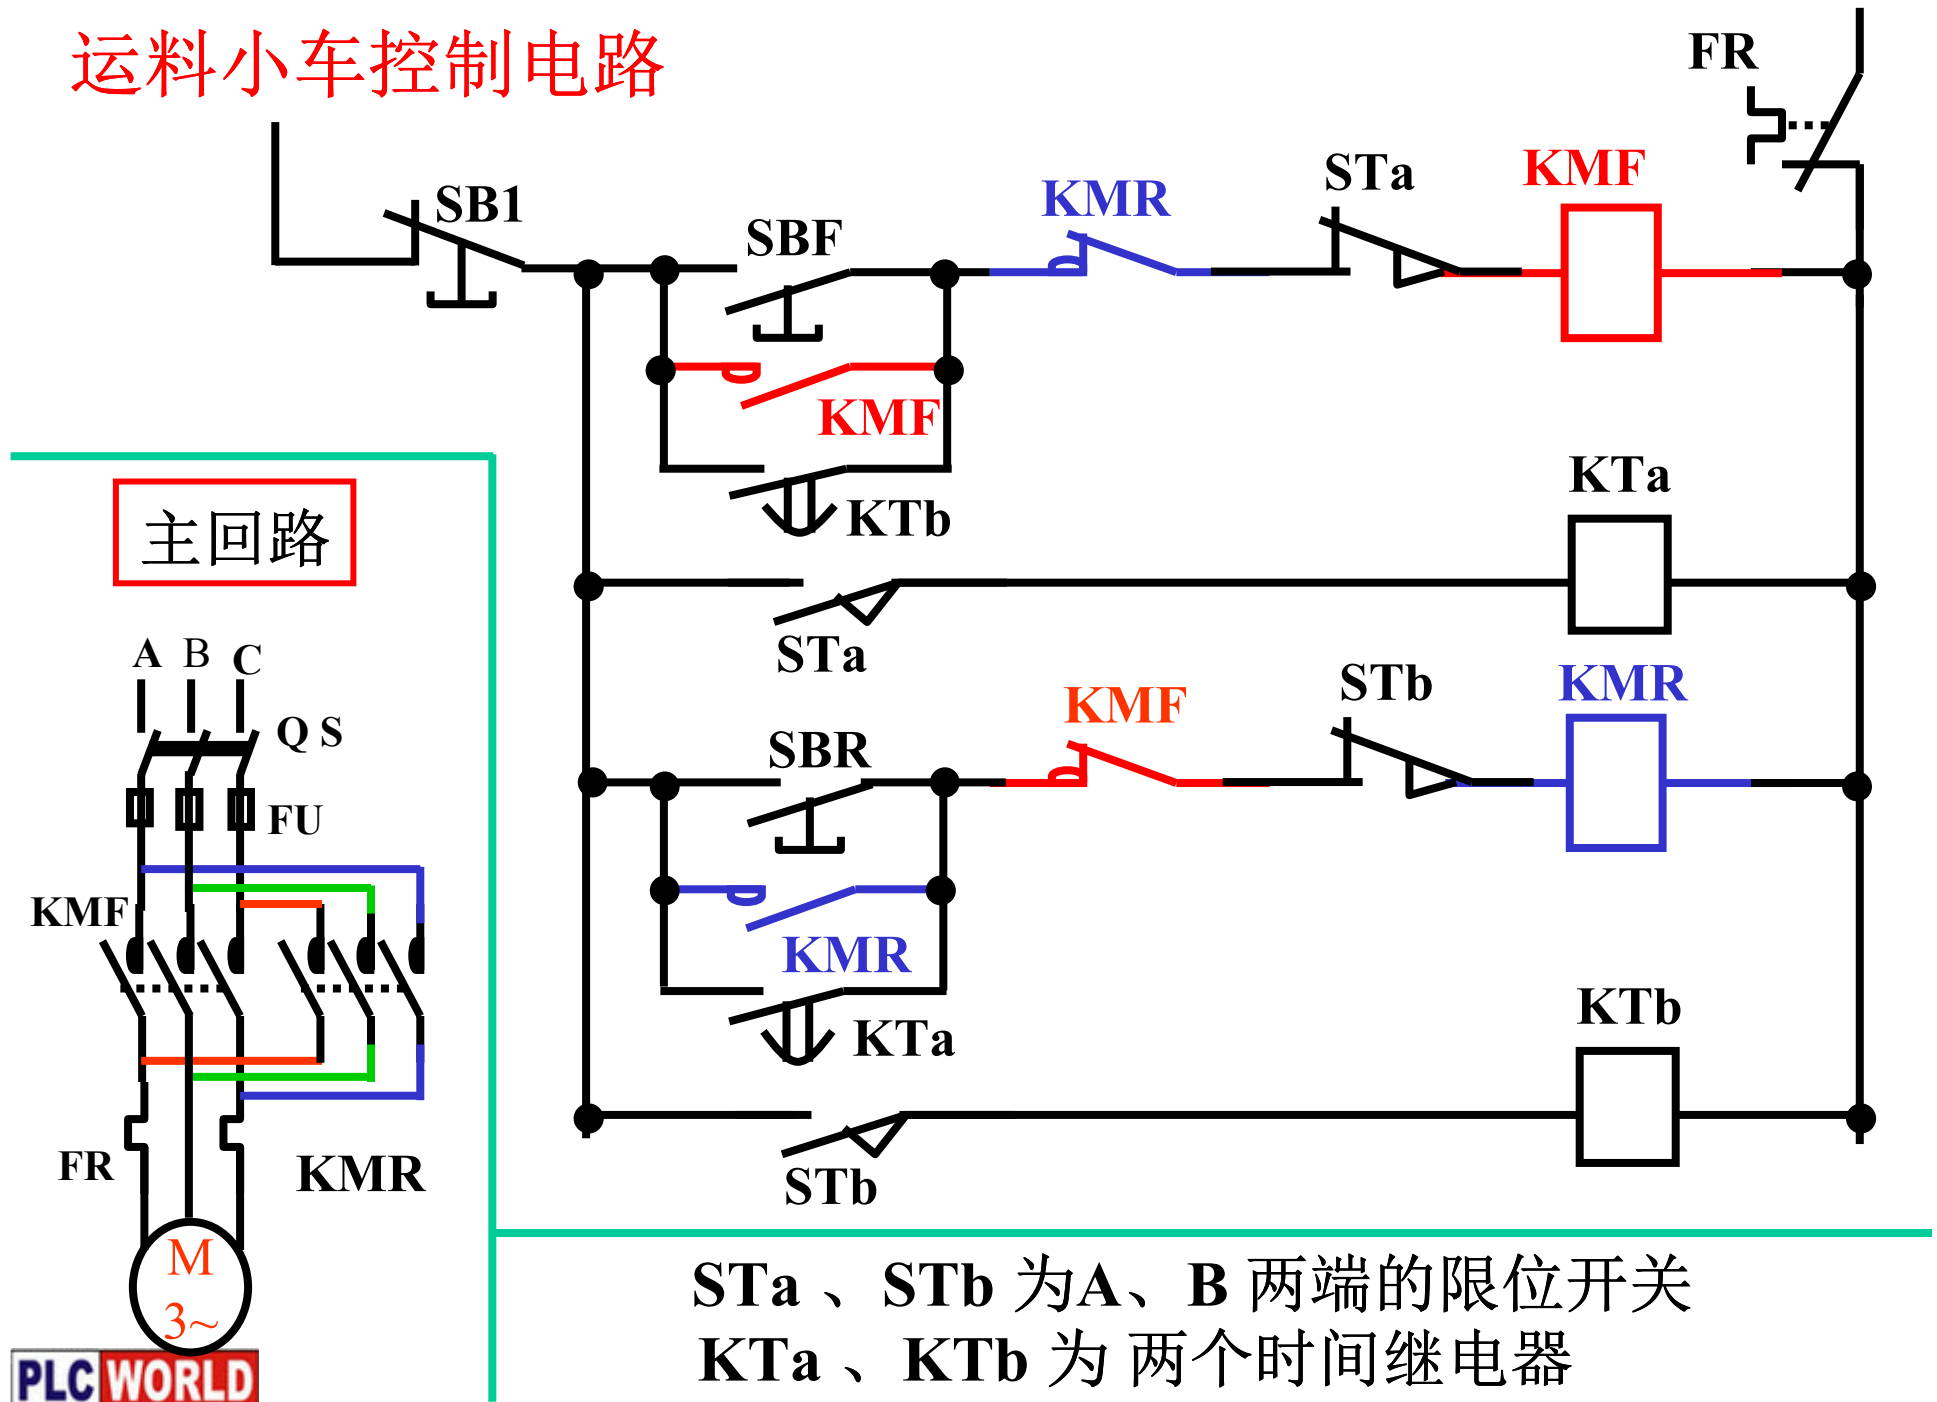 运料小车控制电路
FR
SB1
SBF
KMR
STa
KMF
KMF
KTb
KTa
STa
主回路
A B C
Q S
FU
KMF
FR
KMR
M
3~
SBR
KMF
STb
KMR
KMR
KTa
KTb
STb
STa 、STb 为A、B 两端的限位开关
KTa 、KTb 为 两个时间继电器
PLC WORLD